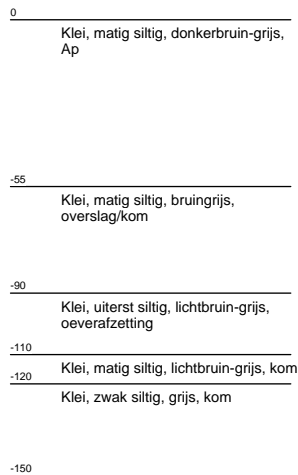 0
Klei, matig siltig, donkerbruin-grijs,
Ap
-55
Klei, matig siltig, bruingrijs,
overslag/kom
-90
Klei, uiterst siltig, lichtbruin-grijs,
oeverafzetting
-110
Klei, matig siltig, lichtbruin-grijs, kom
-120
Klei, zwak siltig, grijs, kom
-150